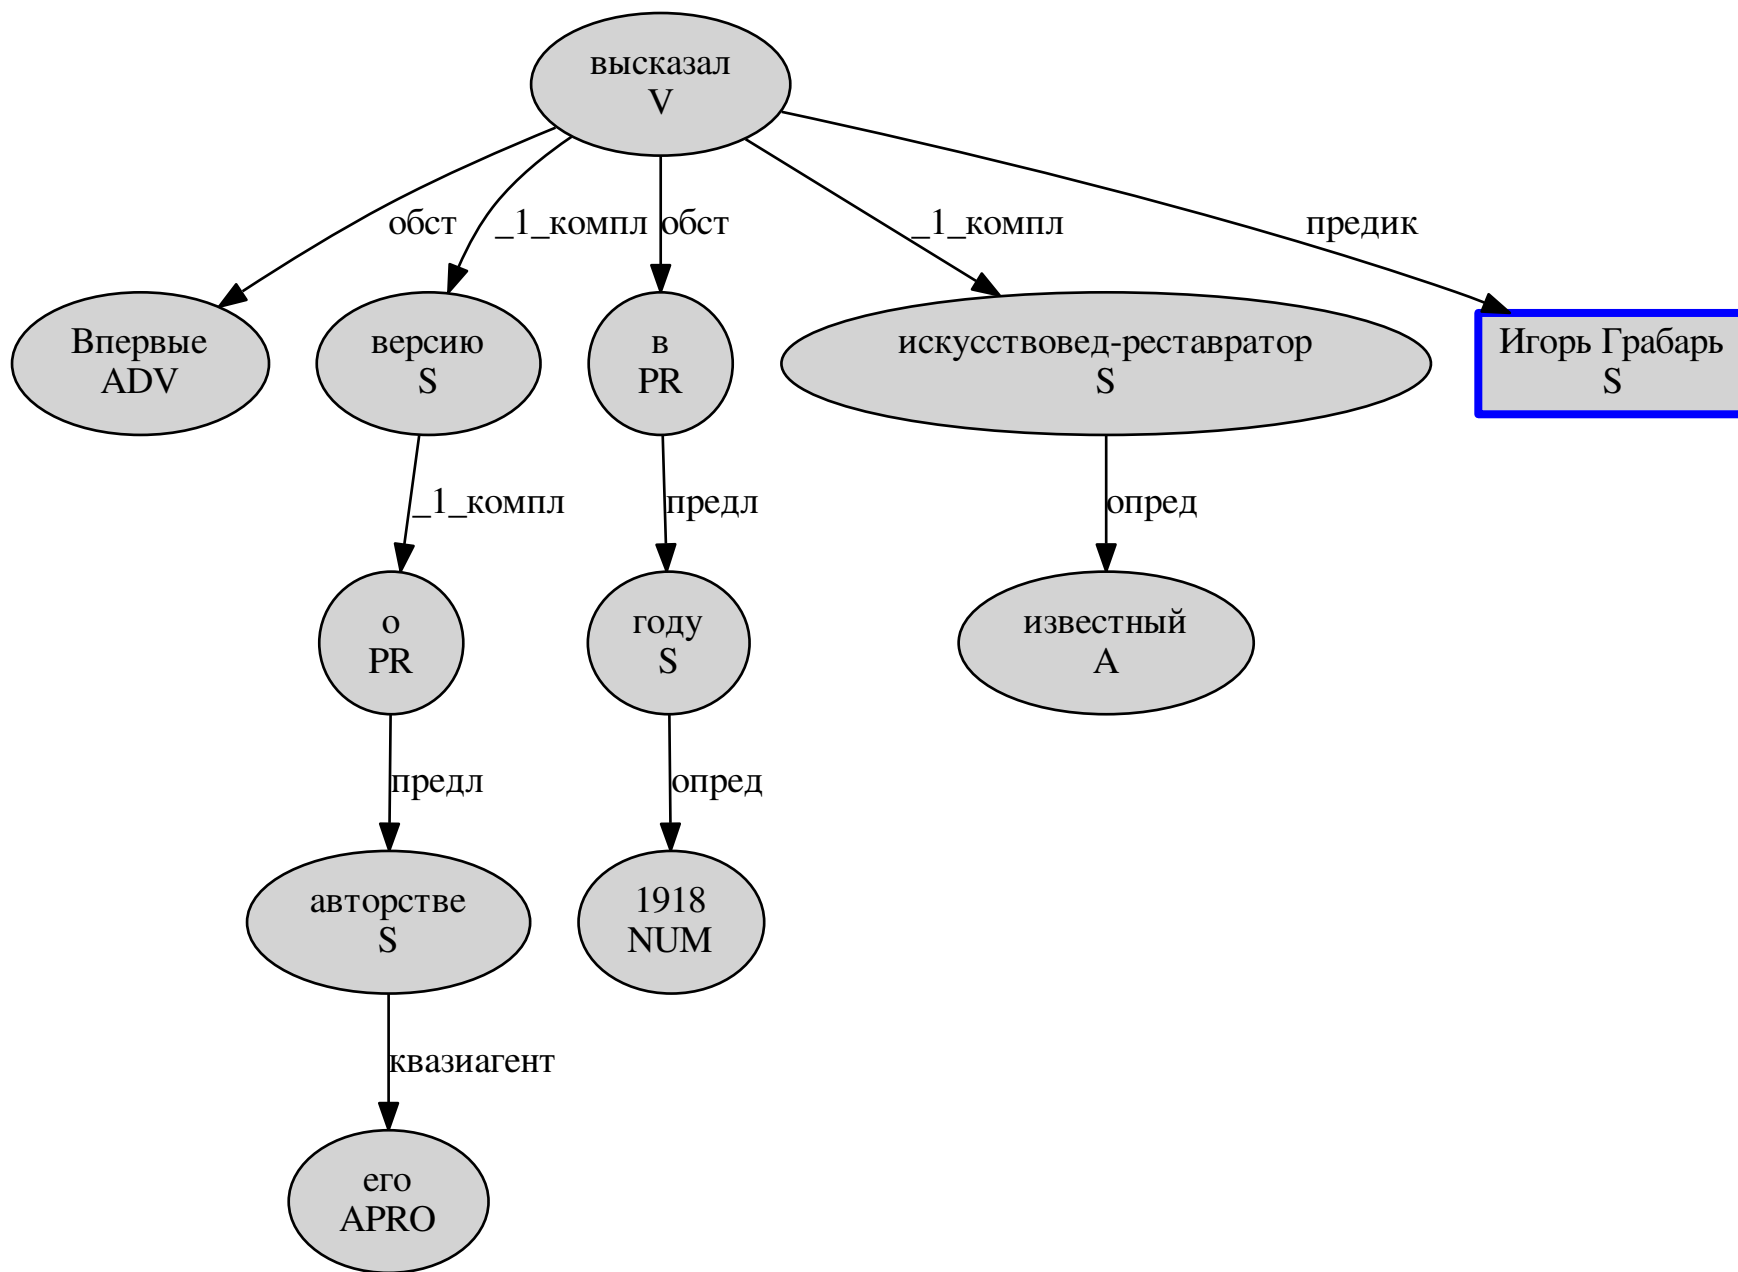 высказал
V
обст
_1_компл
обст
_1_компл
предик
Впервые
ADV
версию
S
в
PR
искусствовед-реставратор
S
Игорь Грабарь
S
_1_компл
предл
опред
о
PR
году
S
известный
A
предл
опред
авторстве
S
1918
NUM
квазиагент
его
APRO